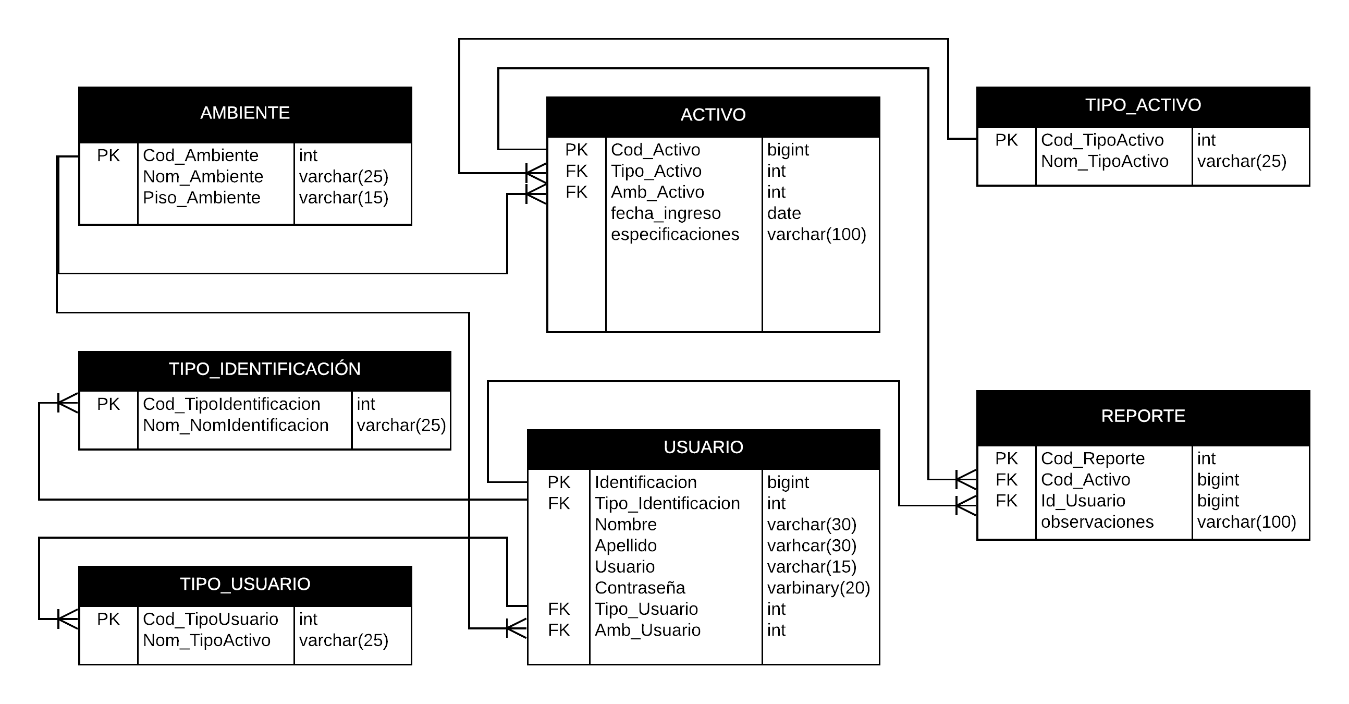 AMBIENTE
PK Cod_Ambiente int
Nom_Ambiente varchar(25)
Piso_Ambiente varchar(15)
ACTIVO
PK Cod_Activo bigint
FK Tipo_Activo int
FK Amb_Activo int
fecha_ingreso date
especificaciones varchar(100)
TIPO_ACTIVO
PK Cod_TipoActivo int
Nom_TipoActivo varchar(25)
TIPO_IDENTIFICACIÓN
PK Cod_TipoIdentificacion int
Nom_NomIdentificacion varchar(25)
USUARIO
PK Identificacion bigint
FK Tipo_Identificacion int
Nombre varchar(30)
Apellido varhcar(30)
Usuario varchar(15)
Contraseña varbinary(20)
FK Tipo_Usuario int
FK Amb_Usuario int
REPORTE
PK Cod_Reporte int
FK Cod_Activo bigint
FK Id_Usuario bigint
observaciones varchar(100)
TIPO_USUARIO
PK Cod_TipoUsuario int
Nom_TipoActivo varchar(25)